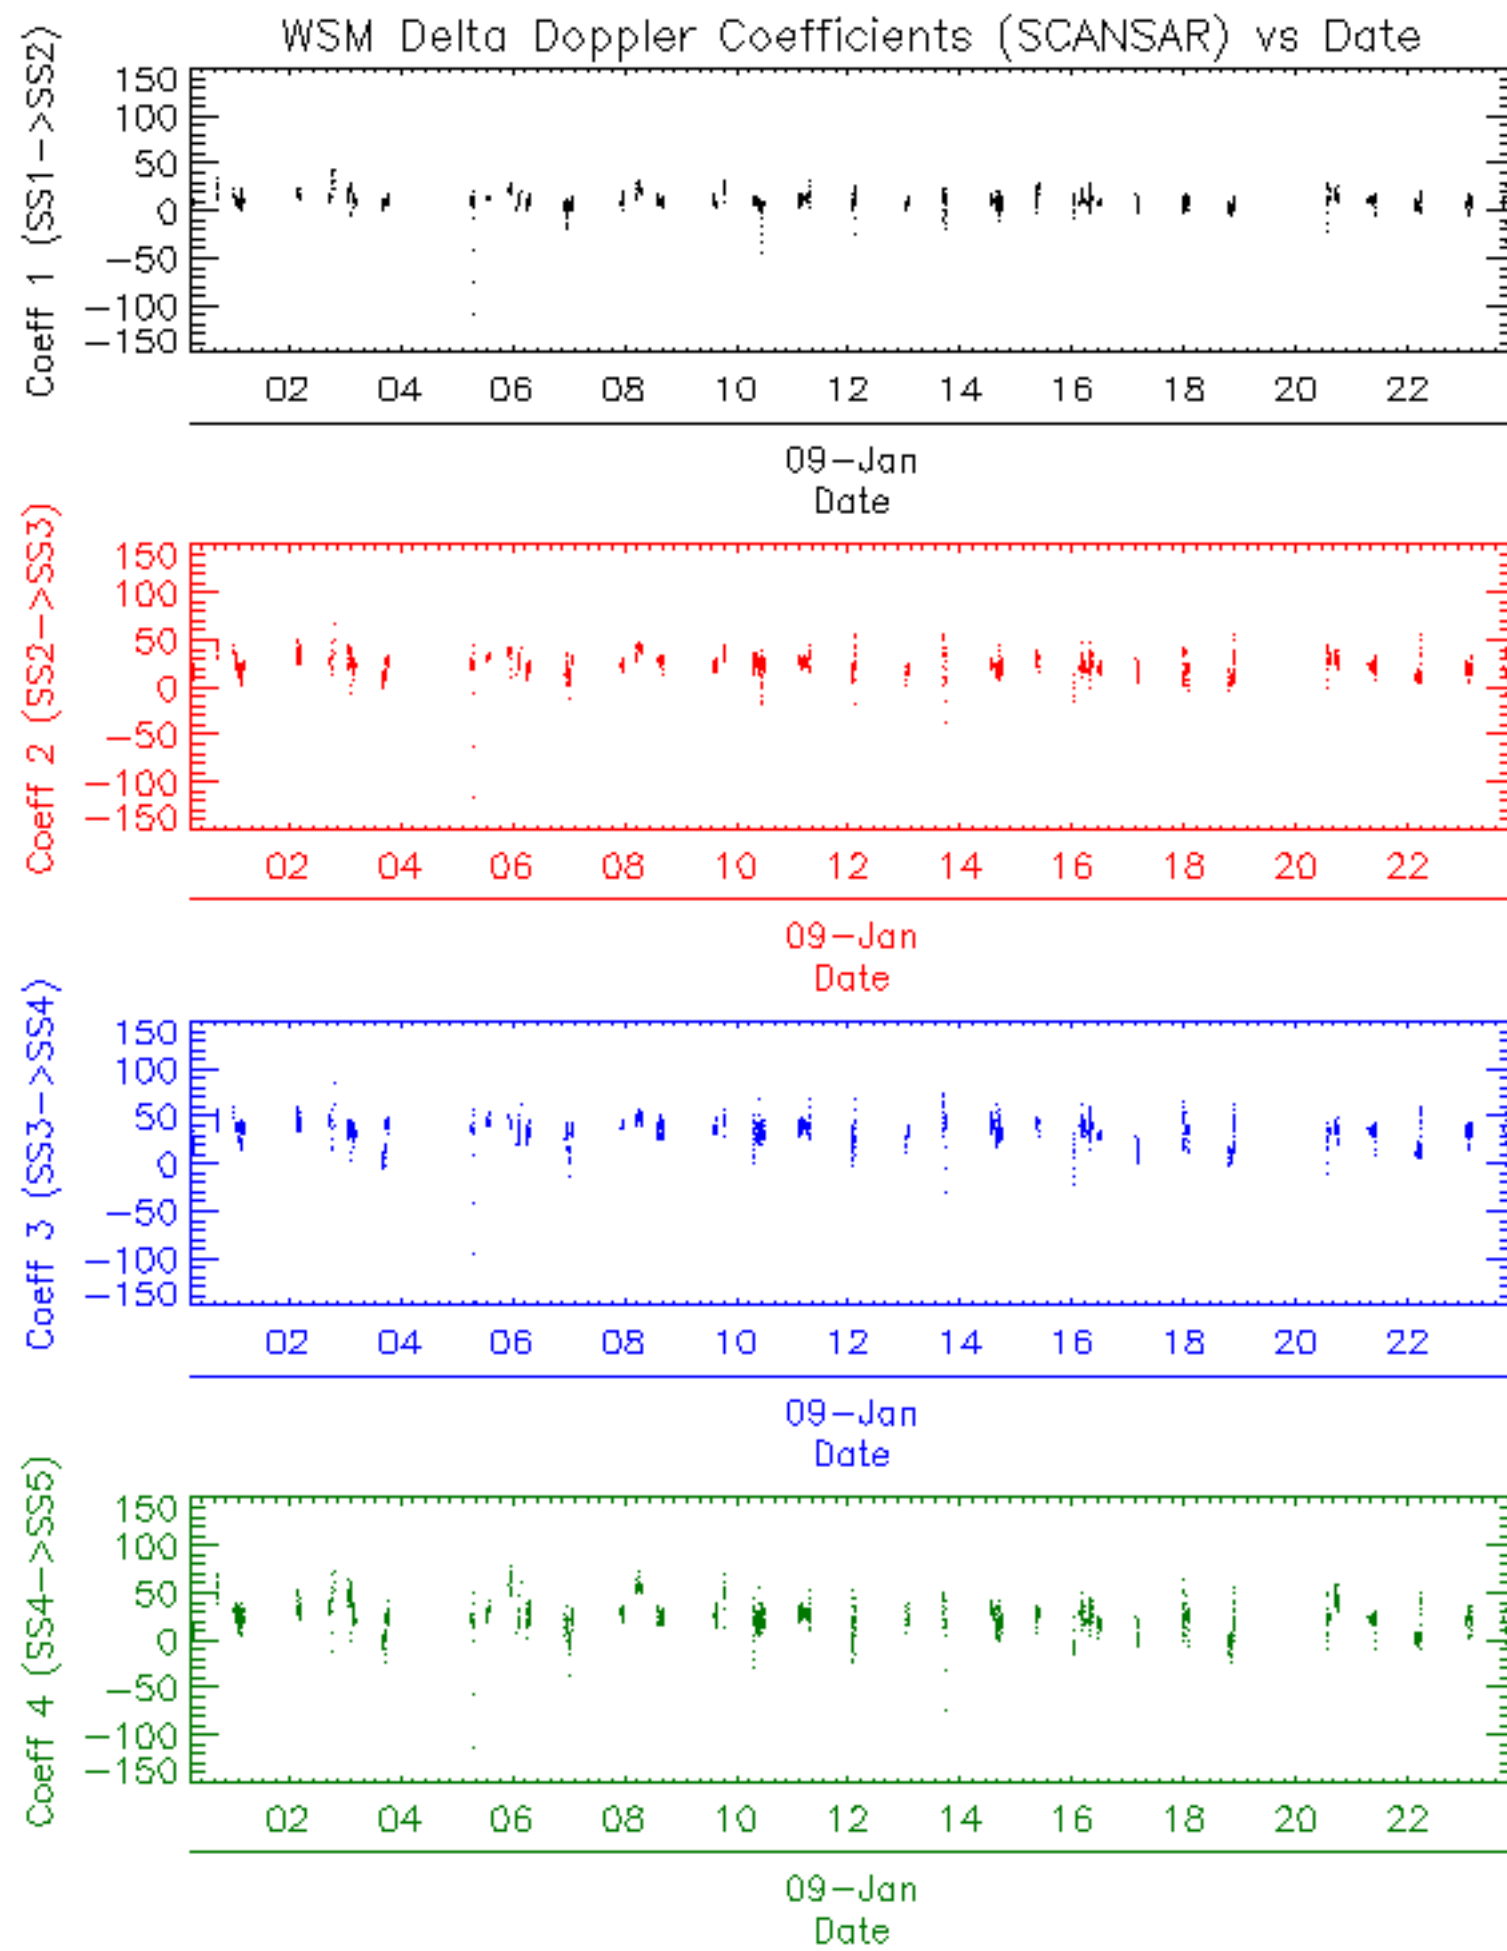 WSM Delta Doppler Coefficients (SCANSAR) vs Date
Coeff 1 (SS1->SS2)
150
100
50
0
-50
-100
-150
02 04 06 08 10 12 14 16 18 20 22
09-Jan
Date
Coeff 2 (SS2->SS3)
150
100
50
0
-50
-100
-150
02 04 06 08 10 12 14 16 18 20 22
09-Jan
Date
Coeff 3 (SS3->SS4)
150
100
50
0
-50
-100
-150
02 04 06 08 10 12 14 16 18 20 22
09-Jan
Date
Coeff 4 (SS4->SS5)
150
100
50
0
-50
-100
-150
02 04 06 08 10 12 14 16 18 20 22
09-Jan
Date